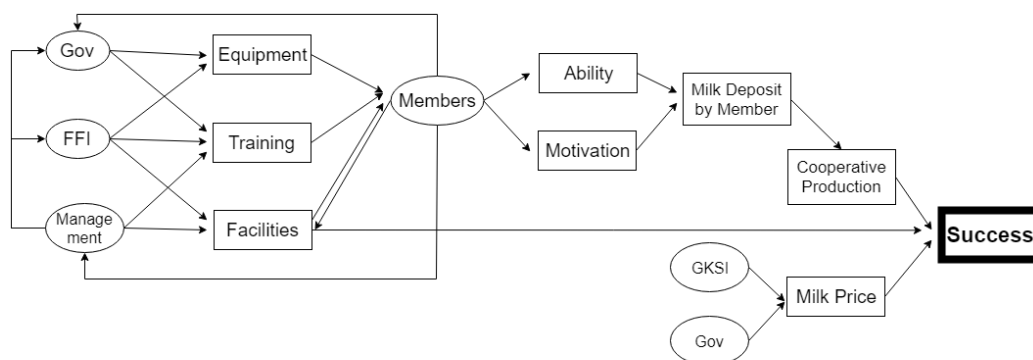 Gov
Equipment
FFI
Training
Manage
ment
Facilities
Members
Ability
Motivation
Milk Deposit
by Member
Cooperative
Production
Success
GKSI
Milk Price
Gov